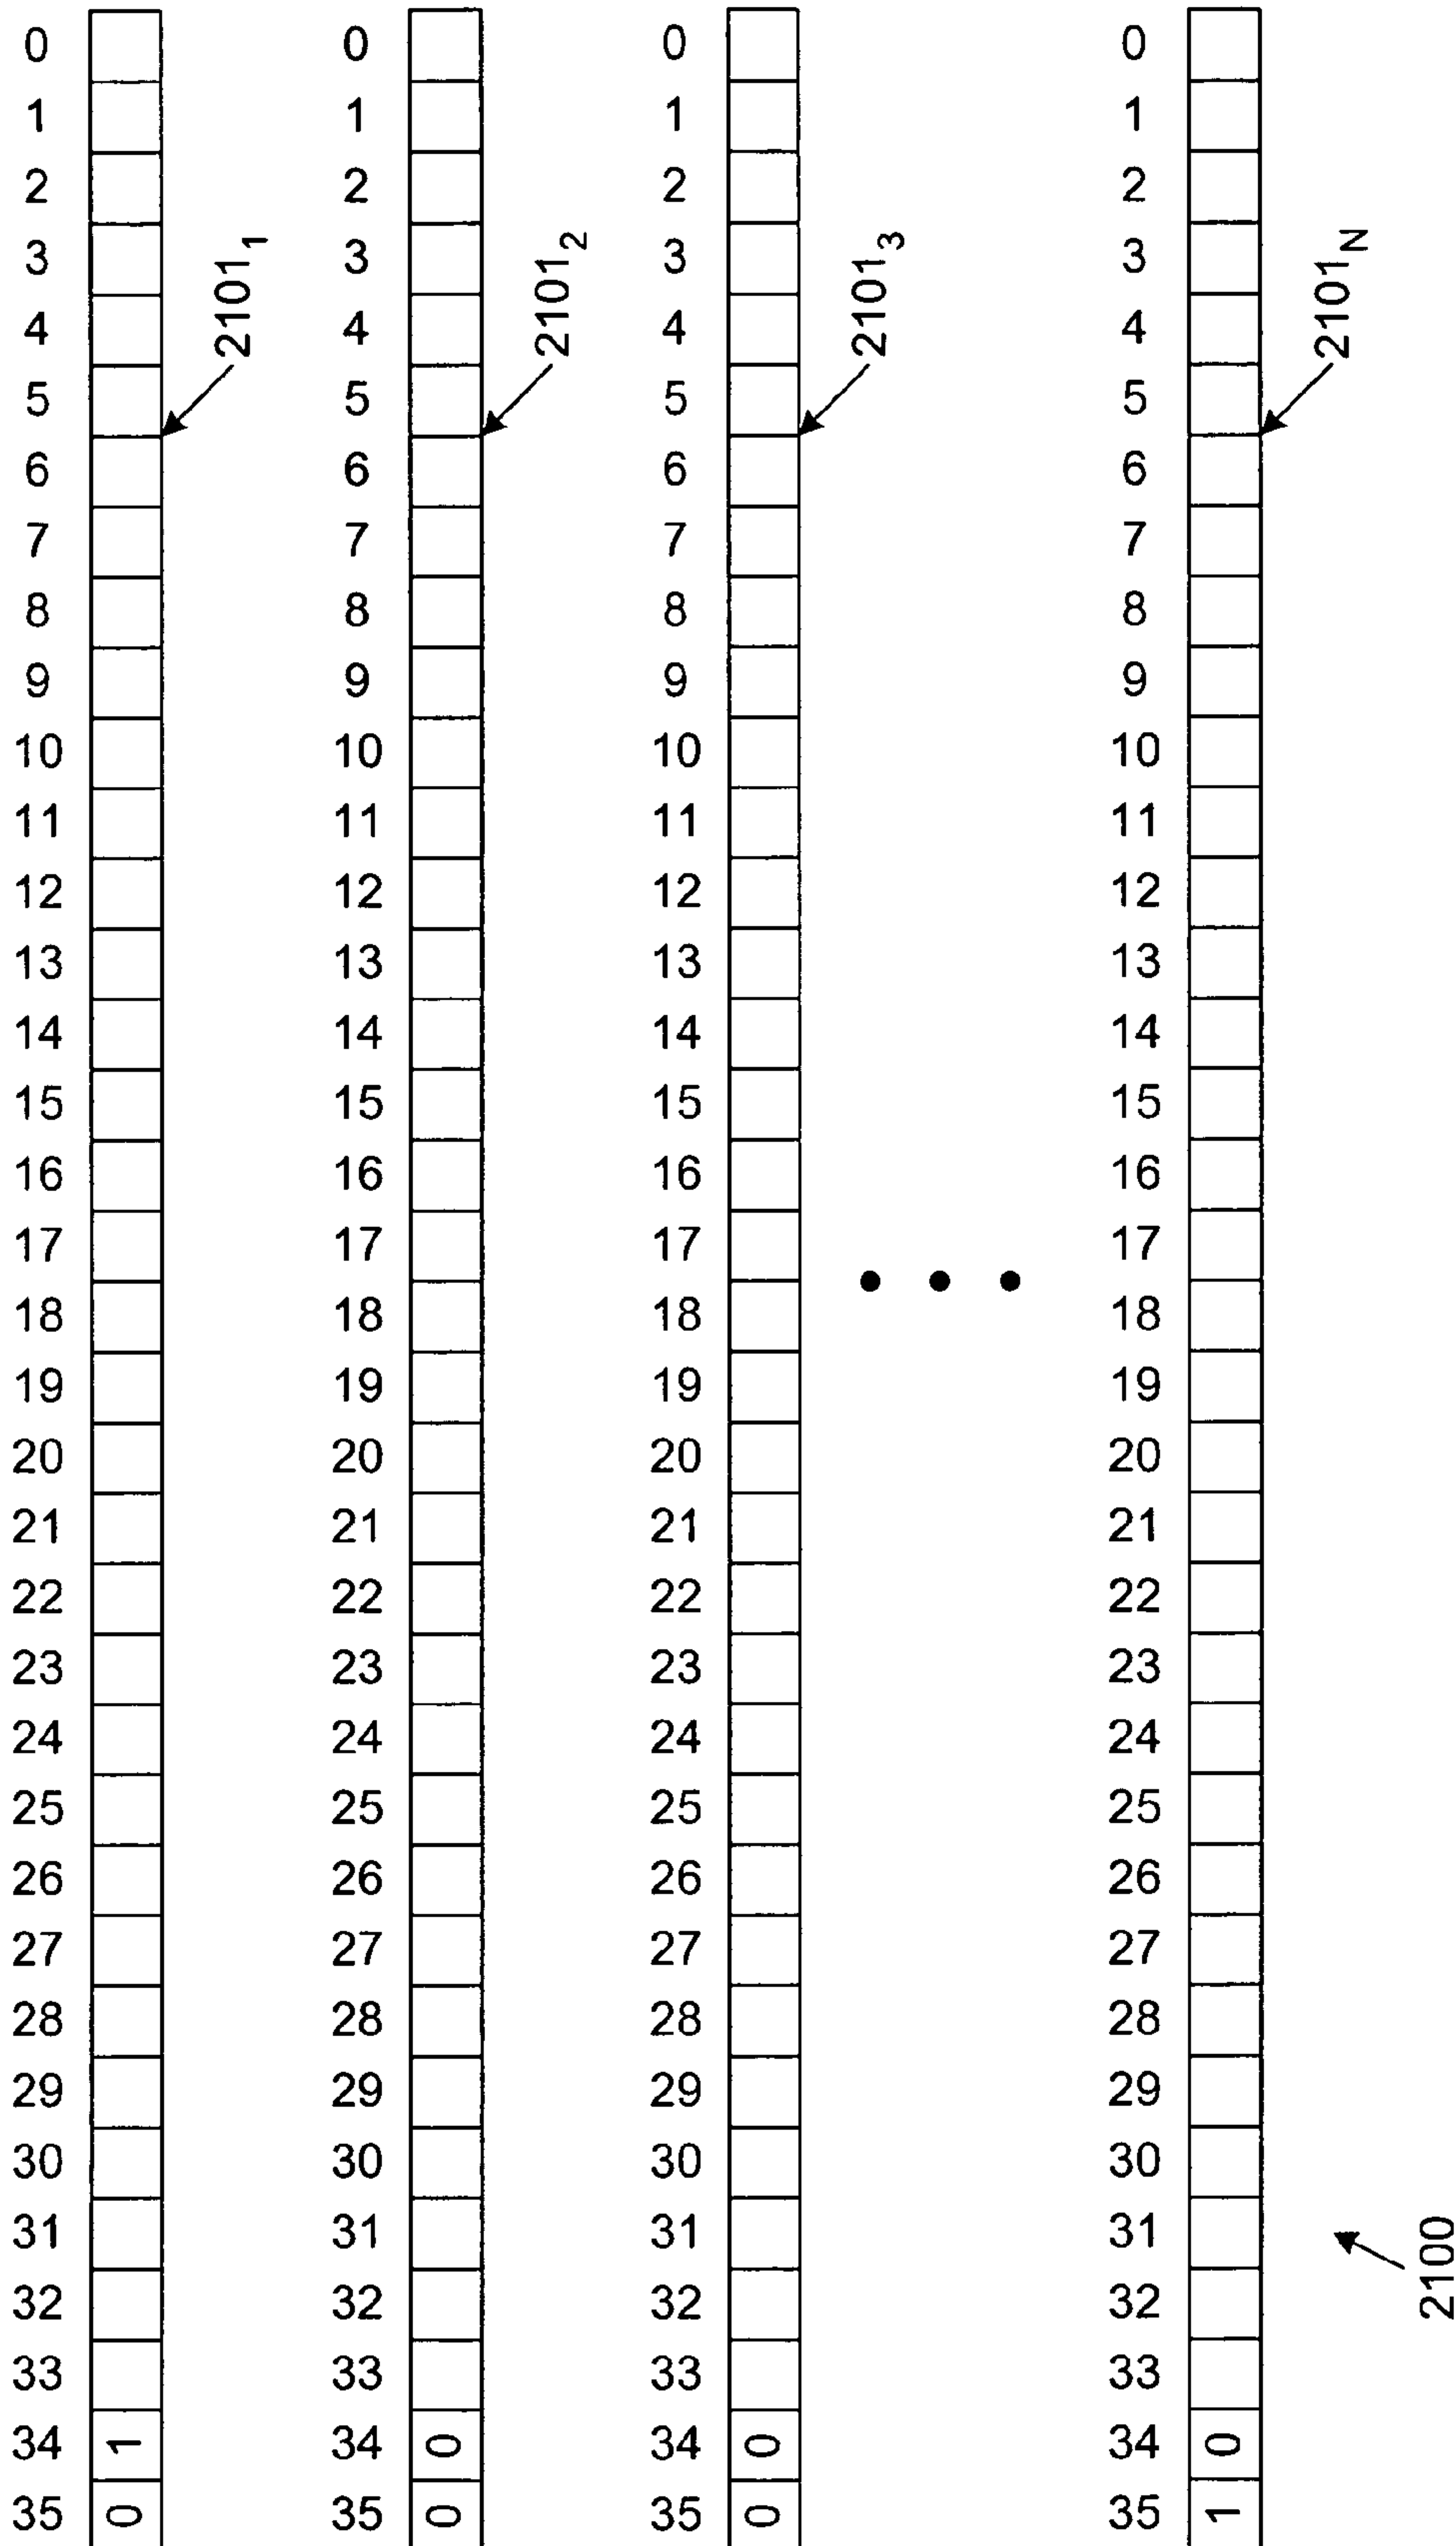 0 0 0 0
1 1 1 1
2 2 2 2
3 3 3 3
2101₁ 2101₂ 2101₃ 2101N
4 4 4 4
5 5 5 5
6 6 6 6
7 7 7 7
8 8 8 8
9 9 9 9
10 10 10 10
11 11 11 11
12 12 12 12
13 13 13 13
14 14 14 14
15 15 15 15
16 16 16 16
17 17 17 17
• • •
18 18 18 18
19 19 19 19
20 20 20 20
21 21 21 21
22 22 22 22
23 23 23 23
24 24 24 24
25 25 25 25
26 26 26 26
27 27 27 27
28 28 28 28
29 29 29 29
30 30 30 30
31 31 31 31
2100
32 32 32 32
33 33 33 33
34 1 34 0 34 0 34 0
35 0 35 0 35 0 35 1